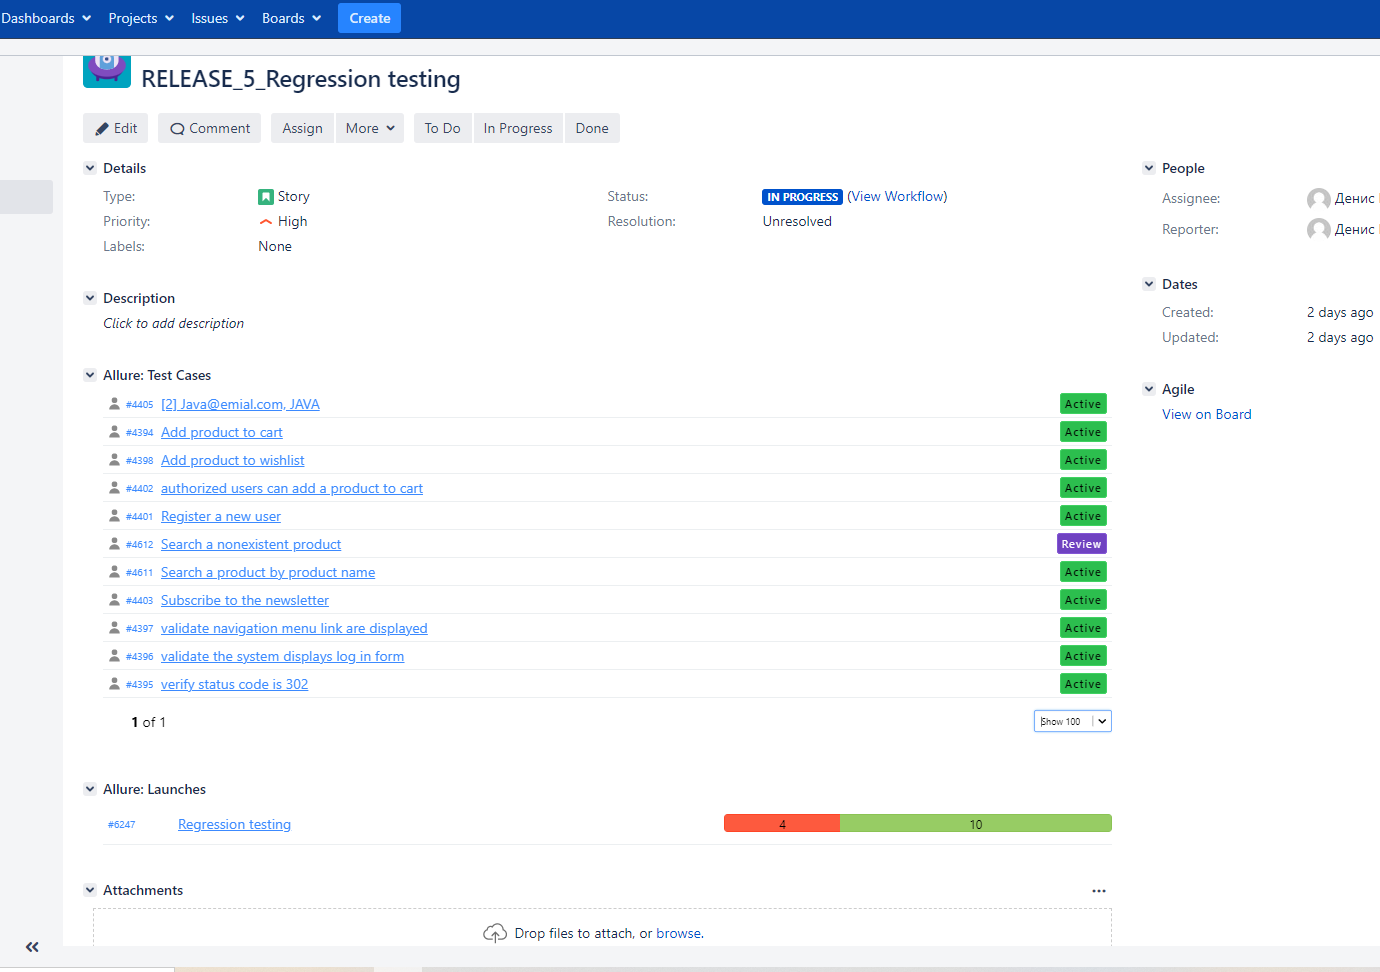 Dashboards Projects Issues Boards Create
RELEASE_5_Regression testing
Edit Comment Assign More To Do In Progress Done
Details
Type: Story
Status: IN PROGRESS (View Workflow)
Priority: High
Resolution: Unresolved
Labels: None
Description
Click to add description
Allure: Test Cases
#4405 [2] Java@emial.com, JAVA Active
#4394 Add product to cart Active
#4398 Add product to wishlist Active
#4402 authorized users can add a product to cart Active
#4401 Register a new user Active
#4612 Search a nonexistent product Review
#4611 Search a product by product name Active
#4403 Subscribe to the newsletter Active
#4397 validate navigation menu link are displayed Active
#4396 validate the system displays log in form Active
#4395 verify status code is 302 Active
1 of 1 Show 100
Allure: Launches
#6247 Regression testing 4 10
Attachments
Drop files to attach, or browse.
People
Assignee: Денис
Reporter: Денис
Dates
Created: 2 days ago
Updated: 2 days ago
Agile
View on Board